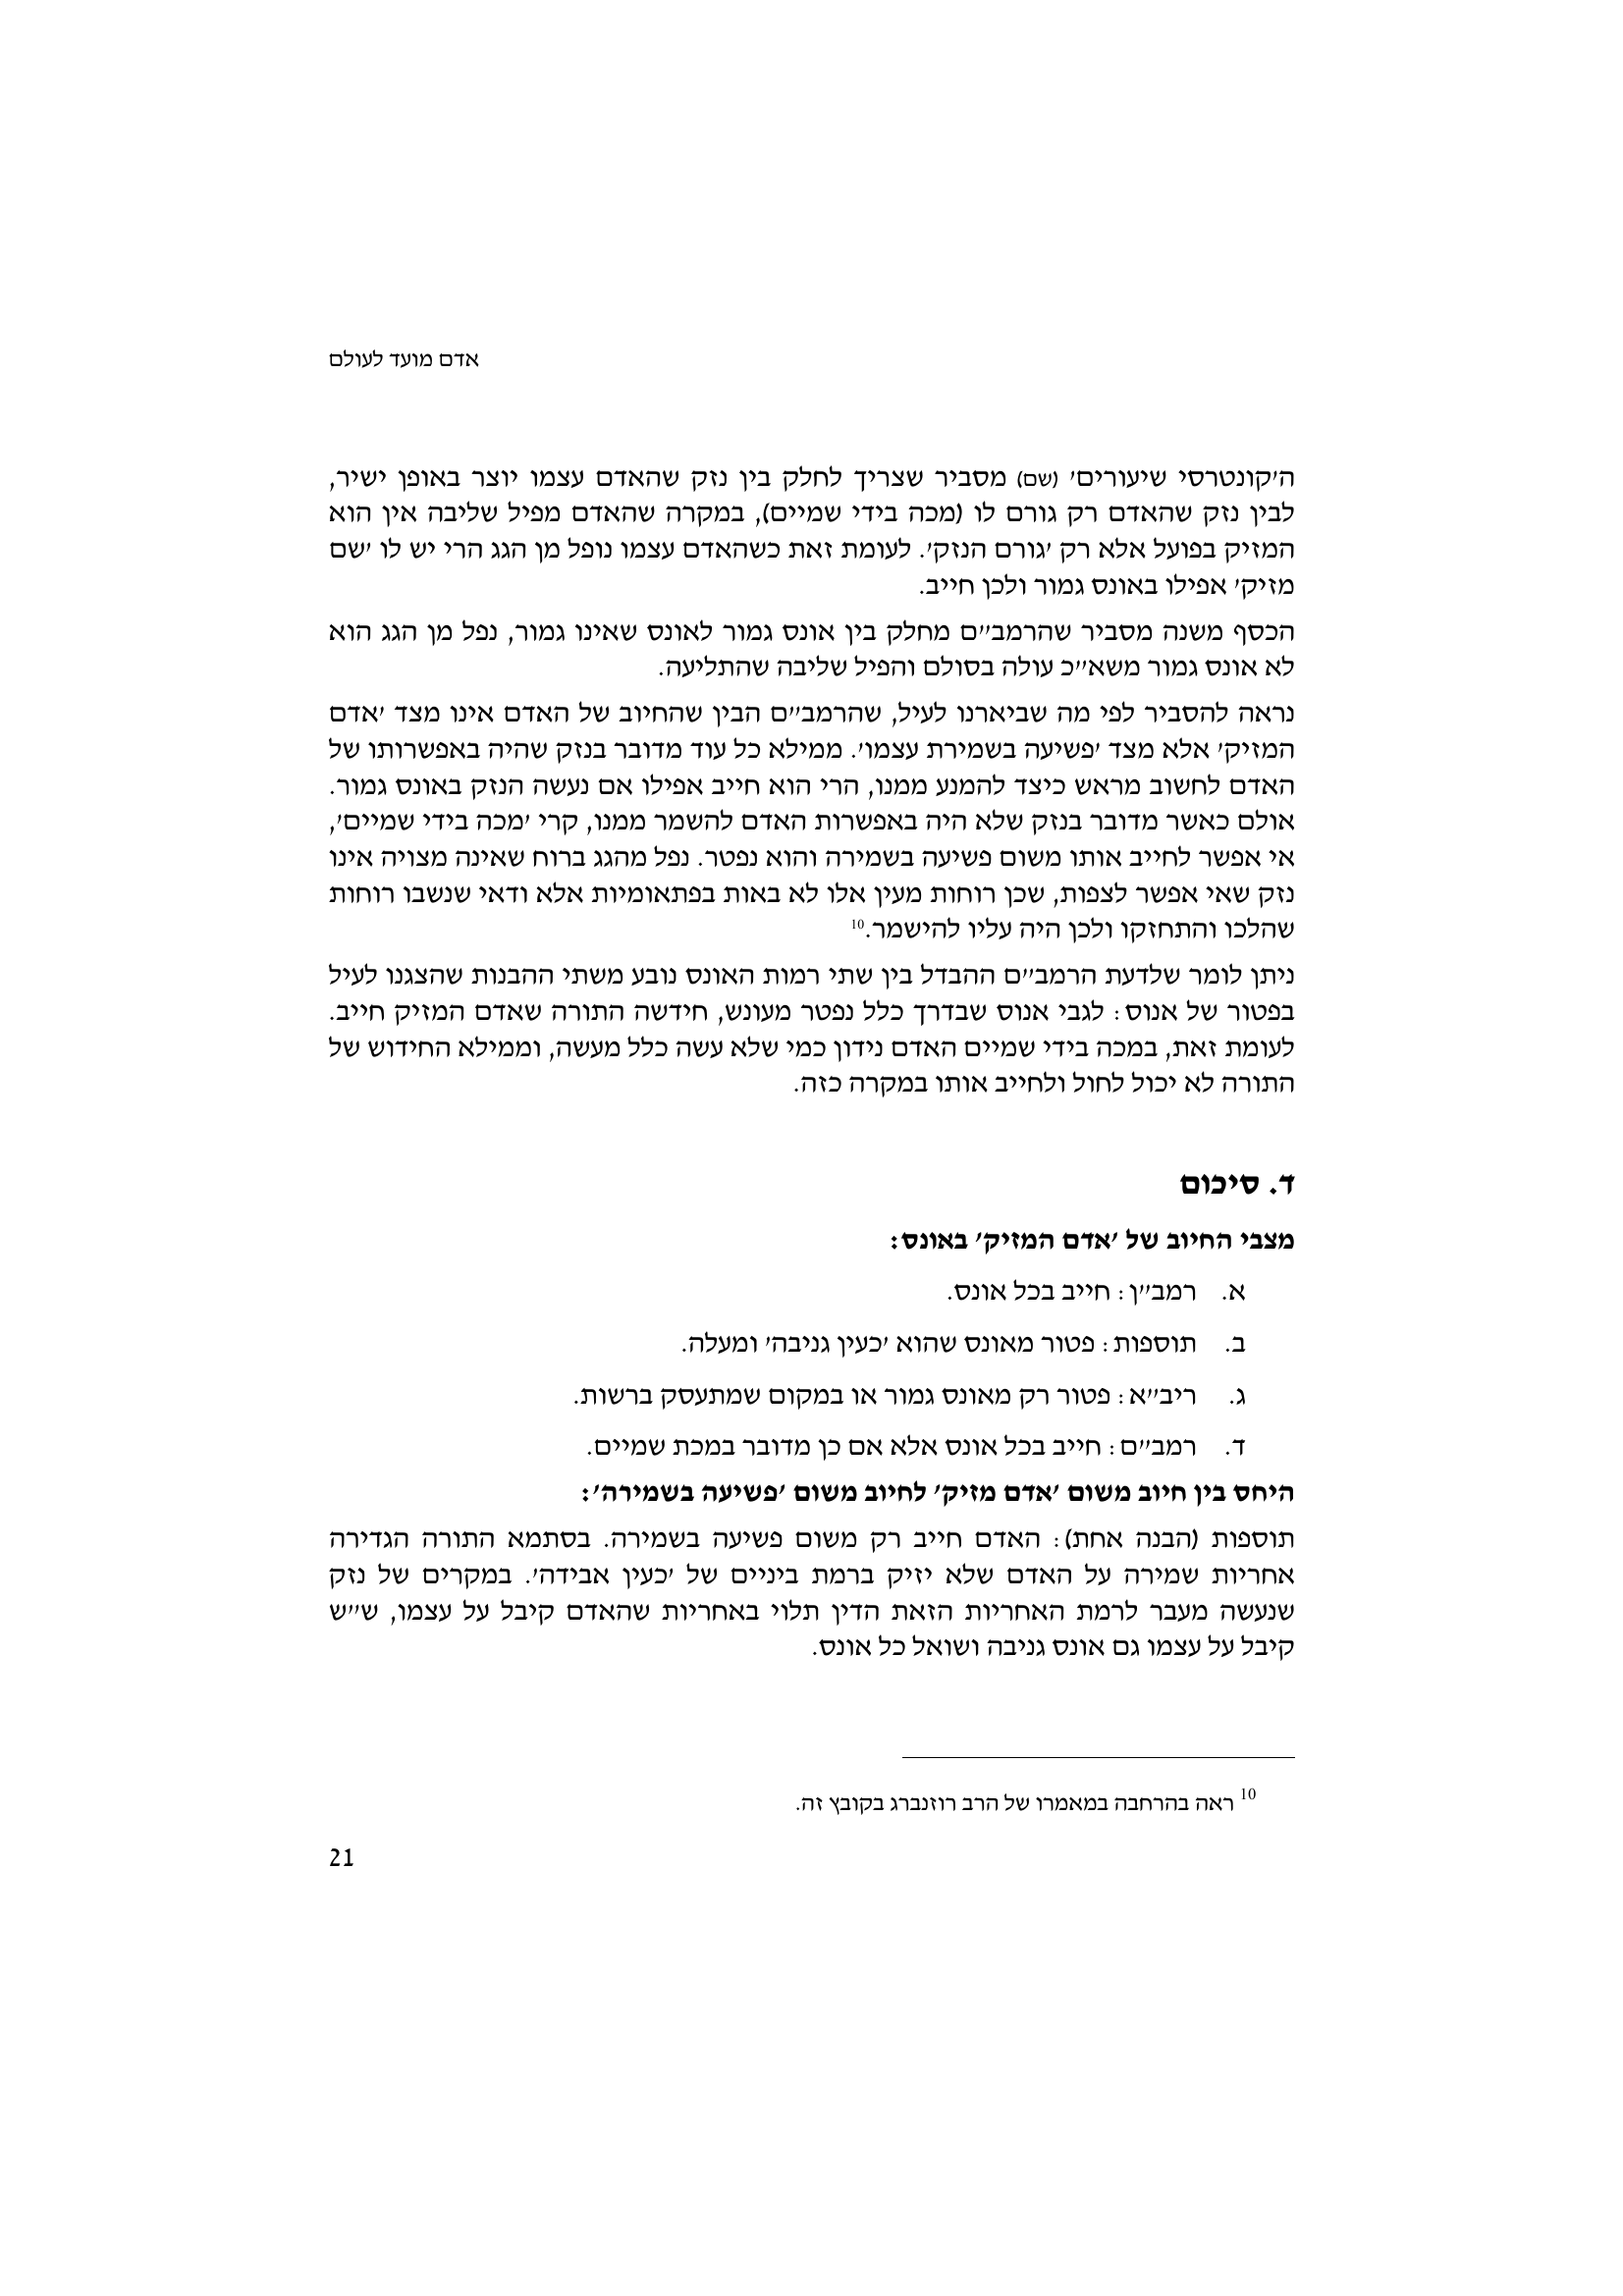 אדם מועד לעולם
ה'קונטרסי שיעורים' (שם) מסביר שצריך לחלק בין נזק שהאדם עצמו יוצר באופן ישיר,
לבין נזק שהאדם רק גורם לו (מכה בידי שמיים), במקרה שהאדם מפיל שליבה אין הוא
המזיק בפועל אלא רק 'גורם הנזק'. לעומת זאת כשהאדם עצמו נופל מן הגג הרי יש לו 'שם
מזיק' אפילו באונס גמור ולכן חייב.
הכסף משנה מסביר שהרמב''ם מחלק בין אונס גמור לאונס שאינו גמור, נפל מן הגג הוא
לא אונס גמור משא''כ עולה בסולם והפיל שליבה שהתליעה.
נראה להסביר לפי מה שביארנו לעיל, שהרמב''ם הבין שהחיוב של האדם אינו מצד 'אדם
המזיק' אלא מצד 'פשיעה בשמירת עצמו'. ממילא כל עוד מדובר בנזק שהיה באפשרותו של
האדם לחשוב מראש כיצד להמנע ממנו, הרי הוא חייב אפילו אם נעשה הנזק באונס גמור.
אולם כאשר מדובר בנזק שלא היה באפשרות האדם להשמר ממנו, קרי 'מכה בידי שמיים',
אי אפשר לחייב אותו משום פשיעה בשמירה והוא נפטר. נפל מהגג ברוח שאינה מצויה אינו
נזק שאי אפשר לצפות, שכן רוחות מעין אלו לא באות בפתאומיות אלא ודאי שנשבו רוחות
שהלכו והתחזקו ולכן היה עליו להישמר.10
ניתן לומר שלדעת הרמב''ם ההבדל בין שתי רמות האונס נובע משתי ההבנות שהצגנו לעיל
בפטור של אנוס: לגבי אנוס שבדרך כלל נפטר מעונש, חידשה התורה שאדם המזיק חייב.
לעומת זאת, במכה בידי שמיים האדם נידון כמי שלא עשה כלל מעשה, וממילא החידוש של
התורה לא יכול לחול ולחייב אותו במקרה כזה.
ד. סיכום
מצבי החיוב של 'אדם המזיק' באונס:
א. רמב''ן: חייב בכל אונס.
ב. תוספות: פטור מאונס שהוא 'כעין גניבה' ומעלה.
ג. ריב''א: פטור רק מאונס גמור או במקום שמתעסק ברשות.
ד. רמב''ם: חייב בכל אונס אלא אם כן מדובר במכת שמיים.
היחס בין חיוב משום 'אדם מזיק' לחיוב משום 'פשיעה בשמירה':
תוספות (הבנה אחת): האדם חייב רק משום פשיעה בשמירה. בסתמא התורה הגדירה
אחריות שמירה על האדם שלא יזיק ברמת ביניים של 'כעין אבידה'. במקרים של נזק
שנעשה מעבר לרמת האחריות הזאת הדין תלוי באחריות שהאדם קיבל על עצמו, ש''ש
קיבל על עצמו גם אונס גניבה ושואל כל אונס.
10 ראה בהרחבה במאמרו של הרב רוזנברג בקובץ זה.
21